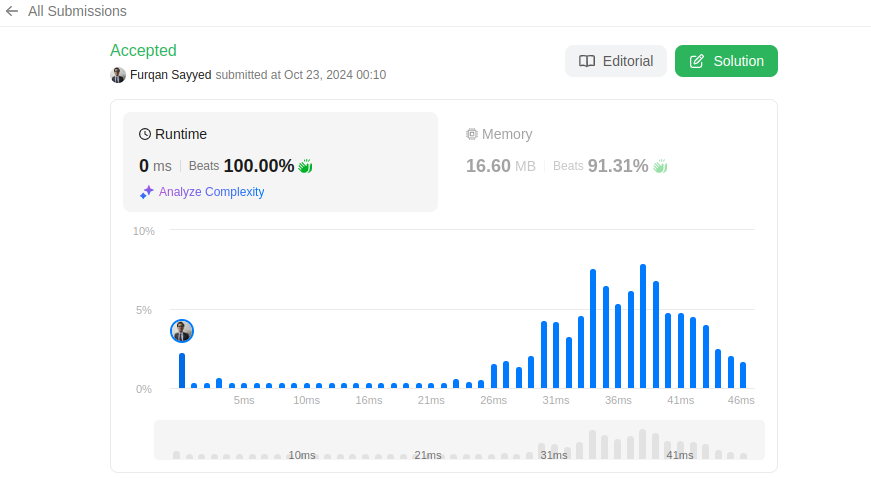 All Submissions
Accepted
Editorial
Solution
Furqan Sayyed submitted at Oct 23, 2024 00:10
Runtime
0 ms Beats 100.00%
Analyze Complexity
Memory
16.60 MB Beats 91.31%
10%
5%
0%
5ms 10ms 16ms 21ms 26ms 31ms 36ms 41ms 46ms
10ms 21ms 31ms 41ms